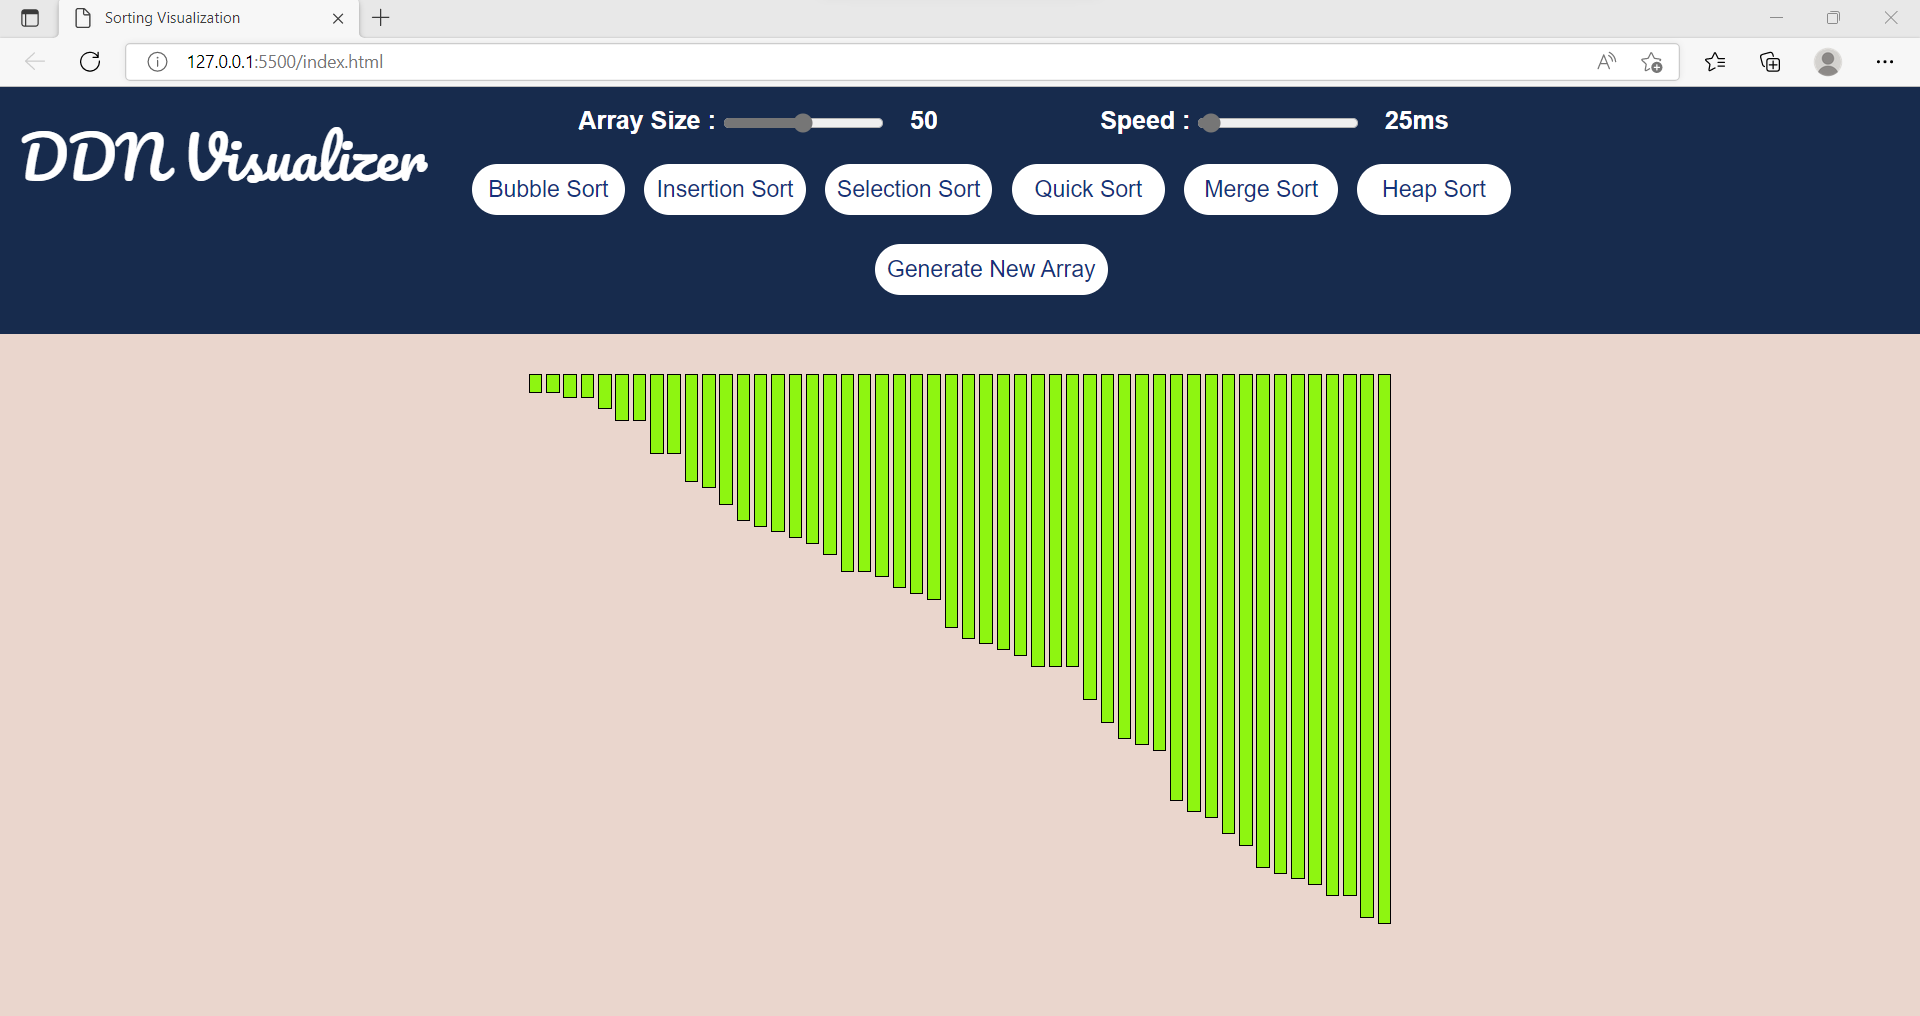 Sorting Visualization
127.0.0.1:5500/index.html
DDN Visualizer
Array Size : 50 Speed : 25ms
Bubble Sort Insertion Sort Selection Sort Quick Sort Merge Sort Heap Sort
Generate New Array